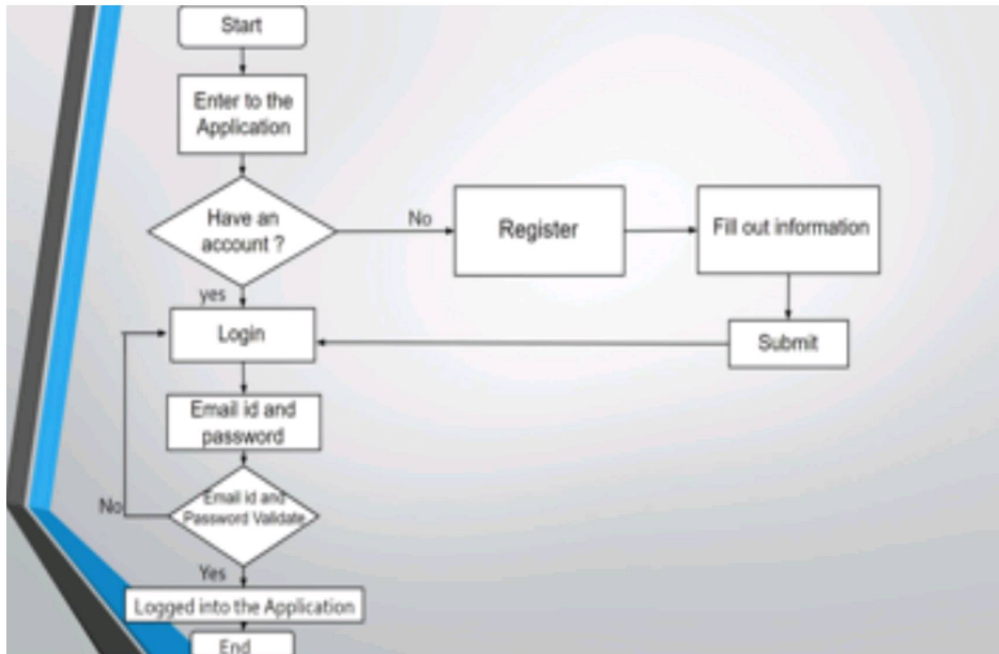 Start
Enter to the
Application
Have an
account ?
No
Register
Fill out information
yes
Login
Submit
Email id and
password
Email id and
Password Validate
No
Yes
Logged into the Application
End